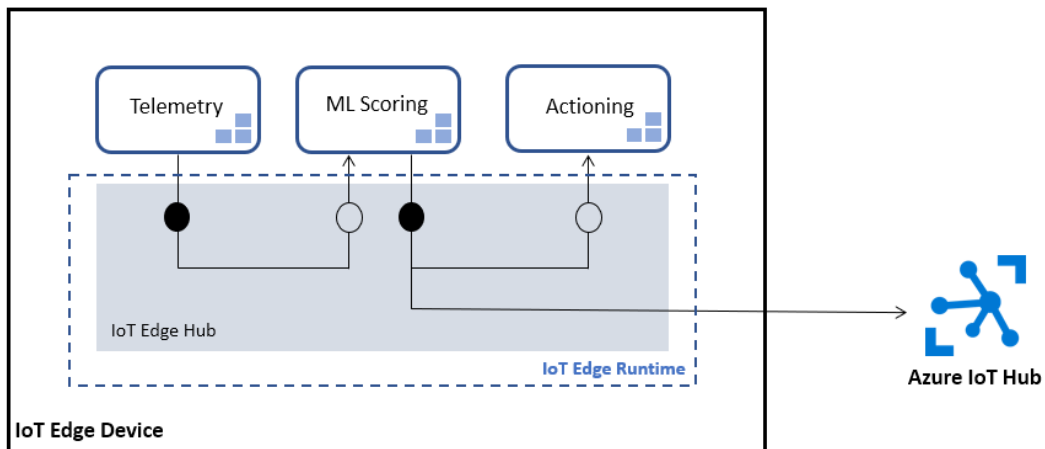 Telemetry
ML Scoring
Actioning
IoT Edge Hub
IoT Edge Runtime
Azure IoT Hub
IoT Edge Device